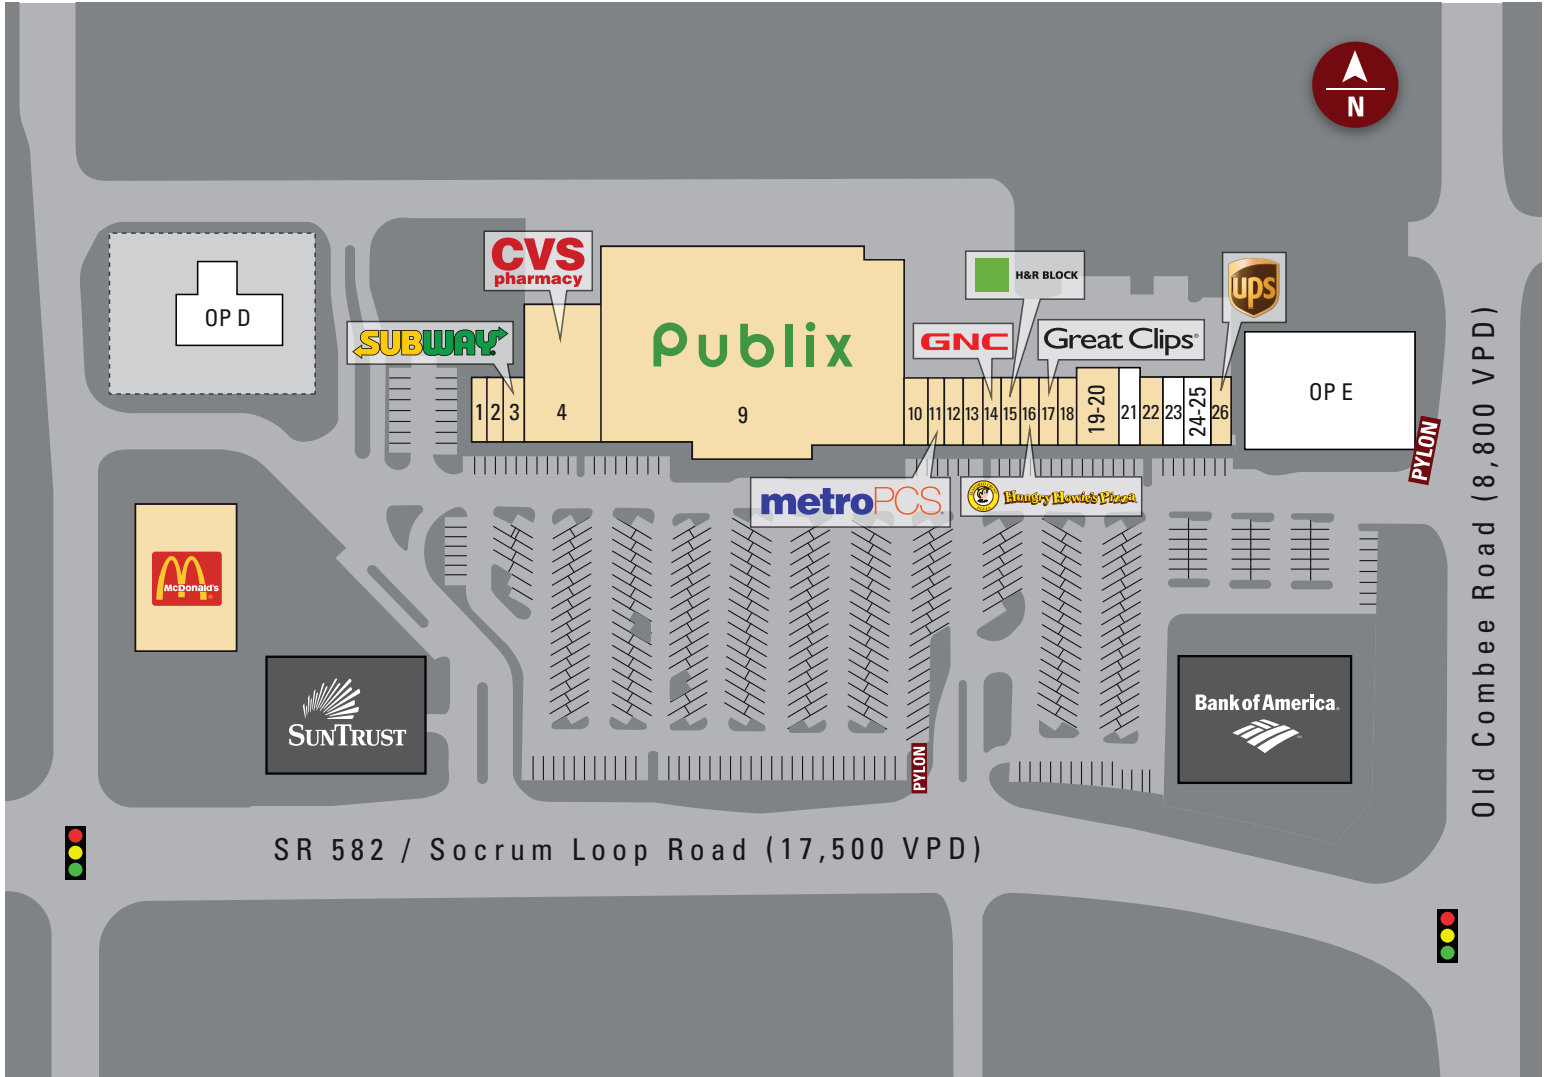 N
CVS
pharmacy
H&R BLOCK
ups
OP D
SUBWAY
Publix
GNC
Great Clips
OP E
1
2
3
4
9
10
11
12
13
14
15
16
17
18
19-20
21
22
23
24-25
26
PYLON
metroPCS.
Hungry Howie's Pizza
McDonald's
SUNTRUST
Bank of America
PYLON
Old Combee Road (8,800 VPD)
SR 582 / Socrum Loop Road (17,500 VPD)